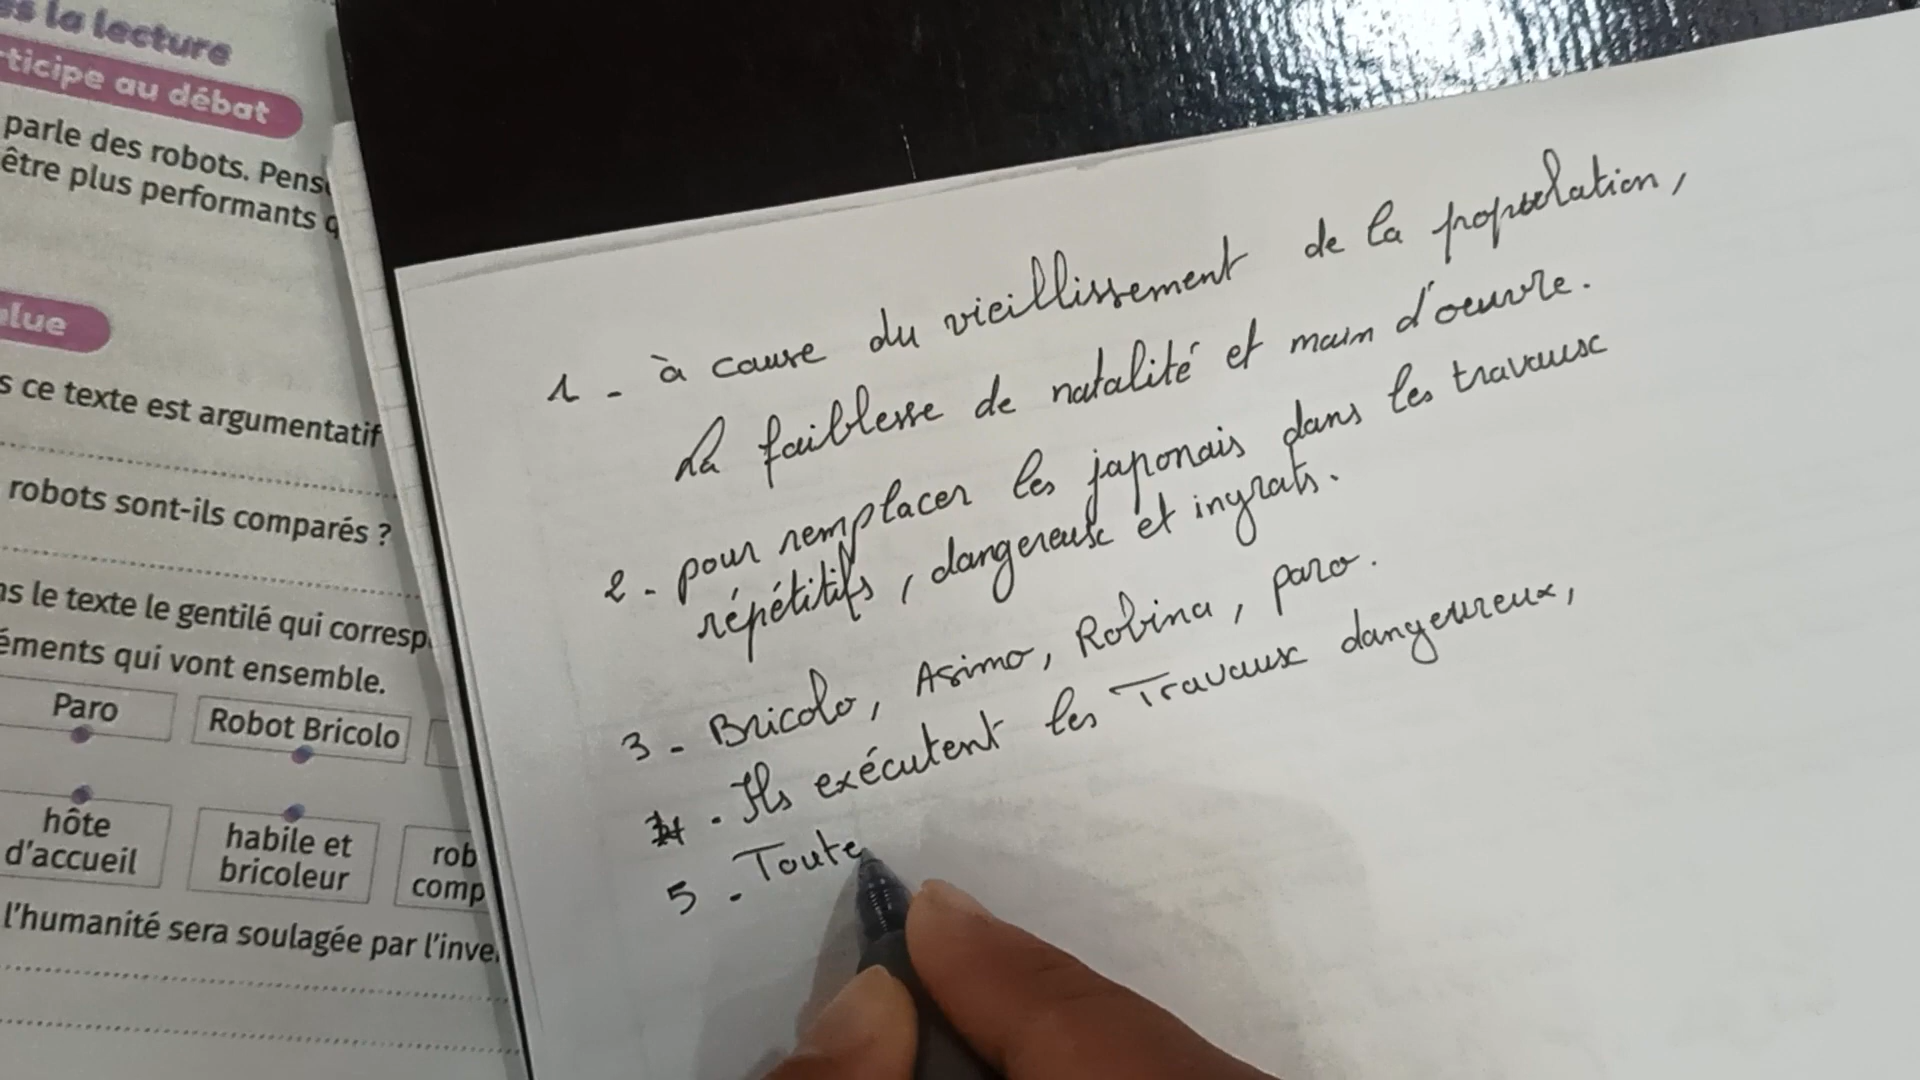 s la lecture
ticipe au débat
parle des robots. Pens
être plus performants q
lue
s ce texte est argumentatif
robots sont-ils comparés ?
ns le texte le gentilé qui corresp
éments qui vont ensemble.
Paro
Robot Bricolo
hôte
d'accueil
habile et
bricoleur
rob
comp
l'humanité sera soulagée par l'inve
1 - à cause du vieillissement de la population,
La faiblesse de natalité et main d'oeuvre.
2 - pour remplacer les japonais dans les travaux
répétitifs, dangereux et ingrats.
3 - Bricolo, Asimo, Robina, paro.
4 - Ils exécutent les Travaux dangeureux,
5 - Toute